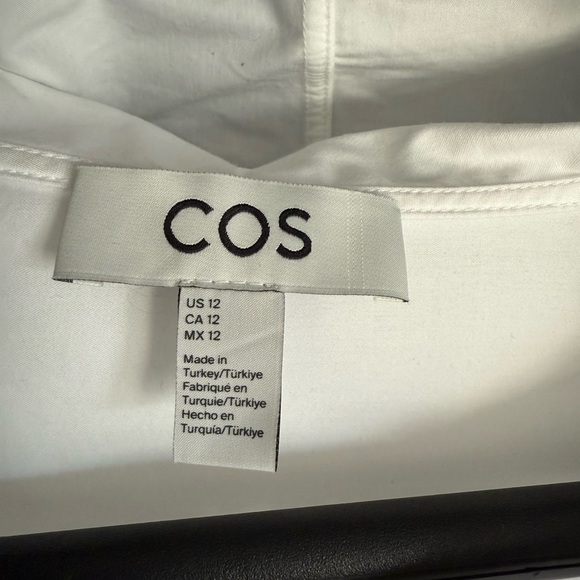 COS
US 12
CA 12
MX 12
Made in
Turkey/Türkiye
Fabriqué en
Turquie/Türkiye
Hecho en
Turquía/Türkiye